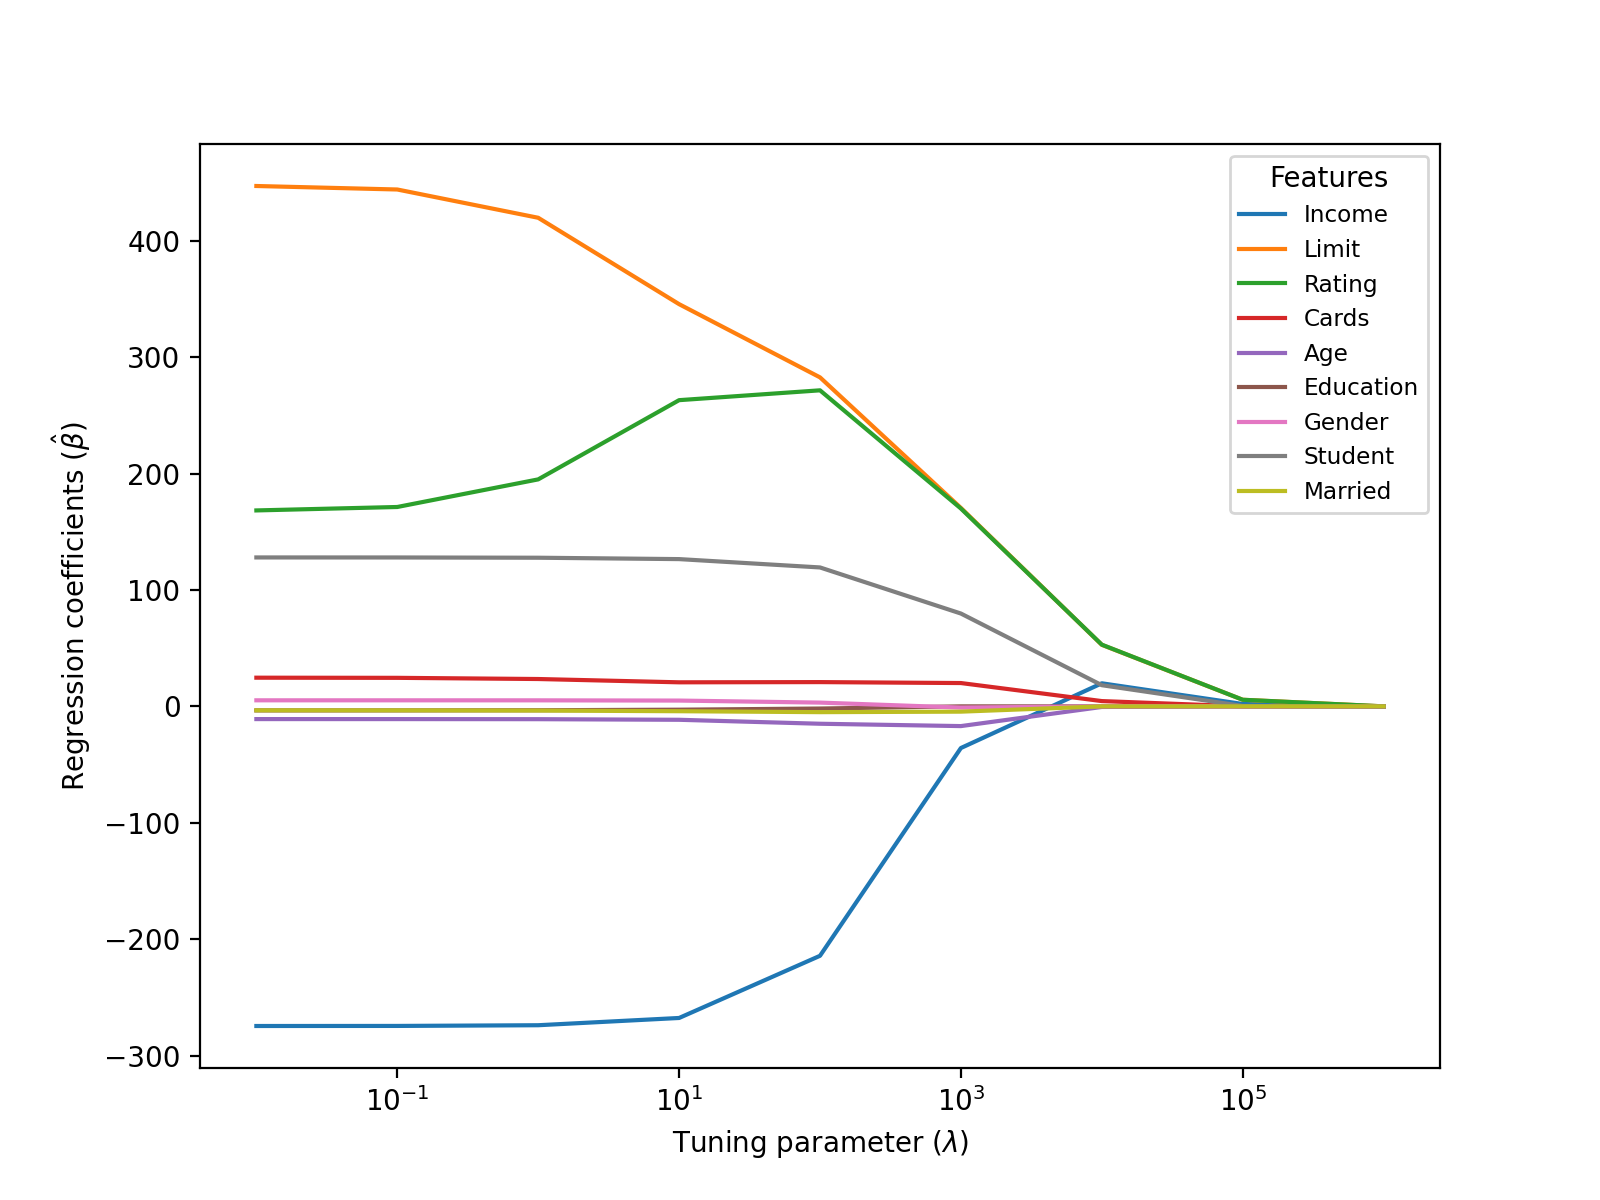 Features
Income
Limit
Rating
Cards
Age
Education
Gender
Student
Married
400
300
200
100
0
−100
−200
−300
Regression coefficients (β̂)
10⁻¹ 10¹ 10³ 10⁵
Tuning parameter (λ)